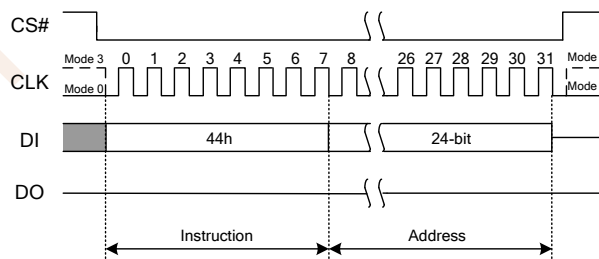 CS#
Mode 3 0 1 2 3 4 5 6 7 8 26 27 28 29 30 31 Mode
CLK
Mode 0 Mode
DI 44h 24-bit
DO
Instruction Address